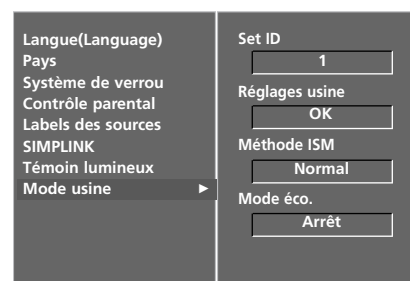 Langue(Language)
Pays
Système de verrou
Contrôle parental
Labels des sources
SIMPLINK
Témoin lumineux
Mode usine ►
Set ID
1
Réglages usine
OK
Méthode ISM
Normal
Mode éco.
Arrêt